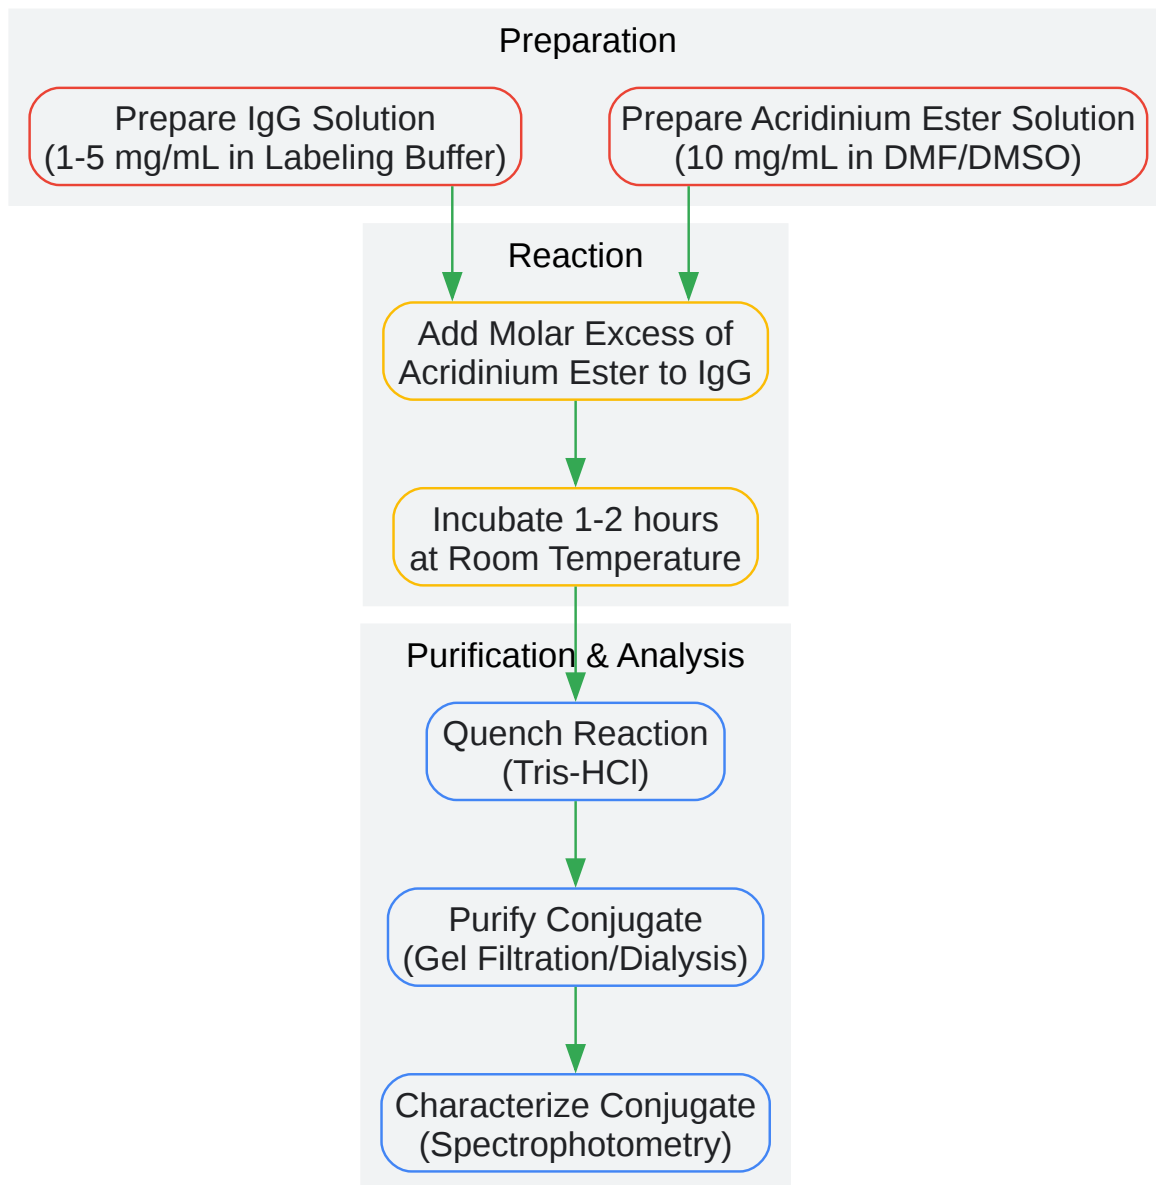 Preparation
Prepare IgG Solution
(1-5 mg/mL in Labeling Buffer)
Prepare Acridinium Ester Solution
(10 mg/mL in DMF/DMSO)
Reaction
Add Molar Excess of
Acridinium Ester to IgG
Incubate 1-2 hours
at Room Temperature
Purification & Analysis
Quench Reaction
(Tris-HCl)
Purify Conjugate
(Gel Filtration/Dialysis)
Characterize Conjugate
(Spectrophotometry)